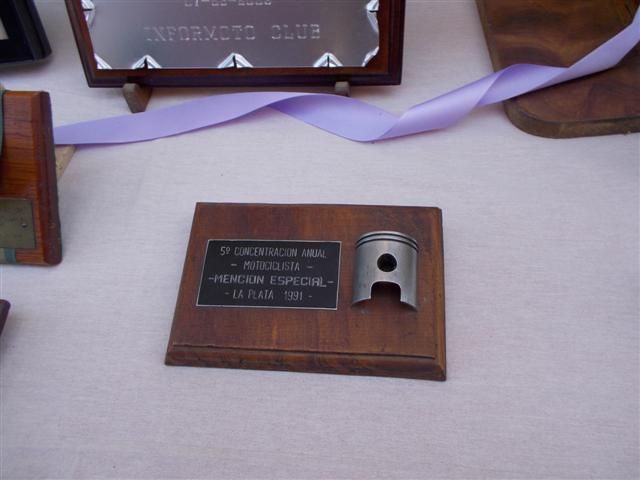 INFORMOTO CLUB
5º CONCENTRACION ANUAL
- MOTOCICLISTA -
-MENCION ESPECIAL-
- LA PLATA 1991 -